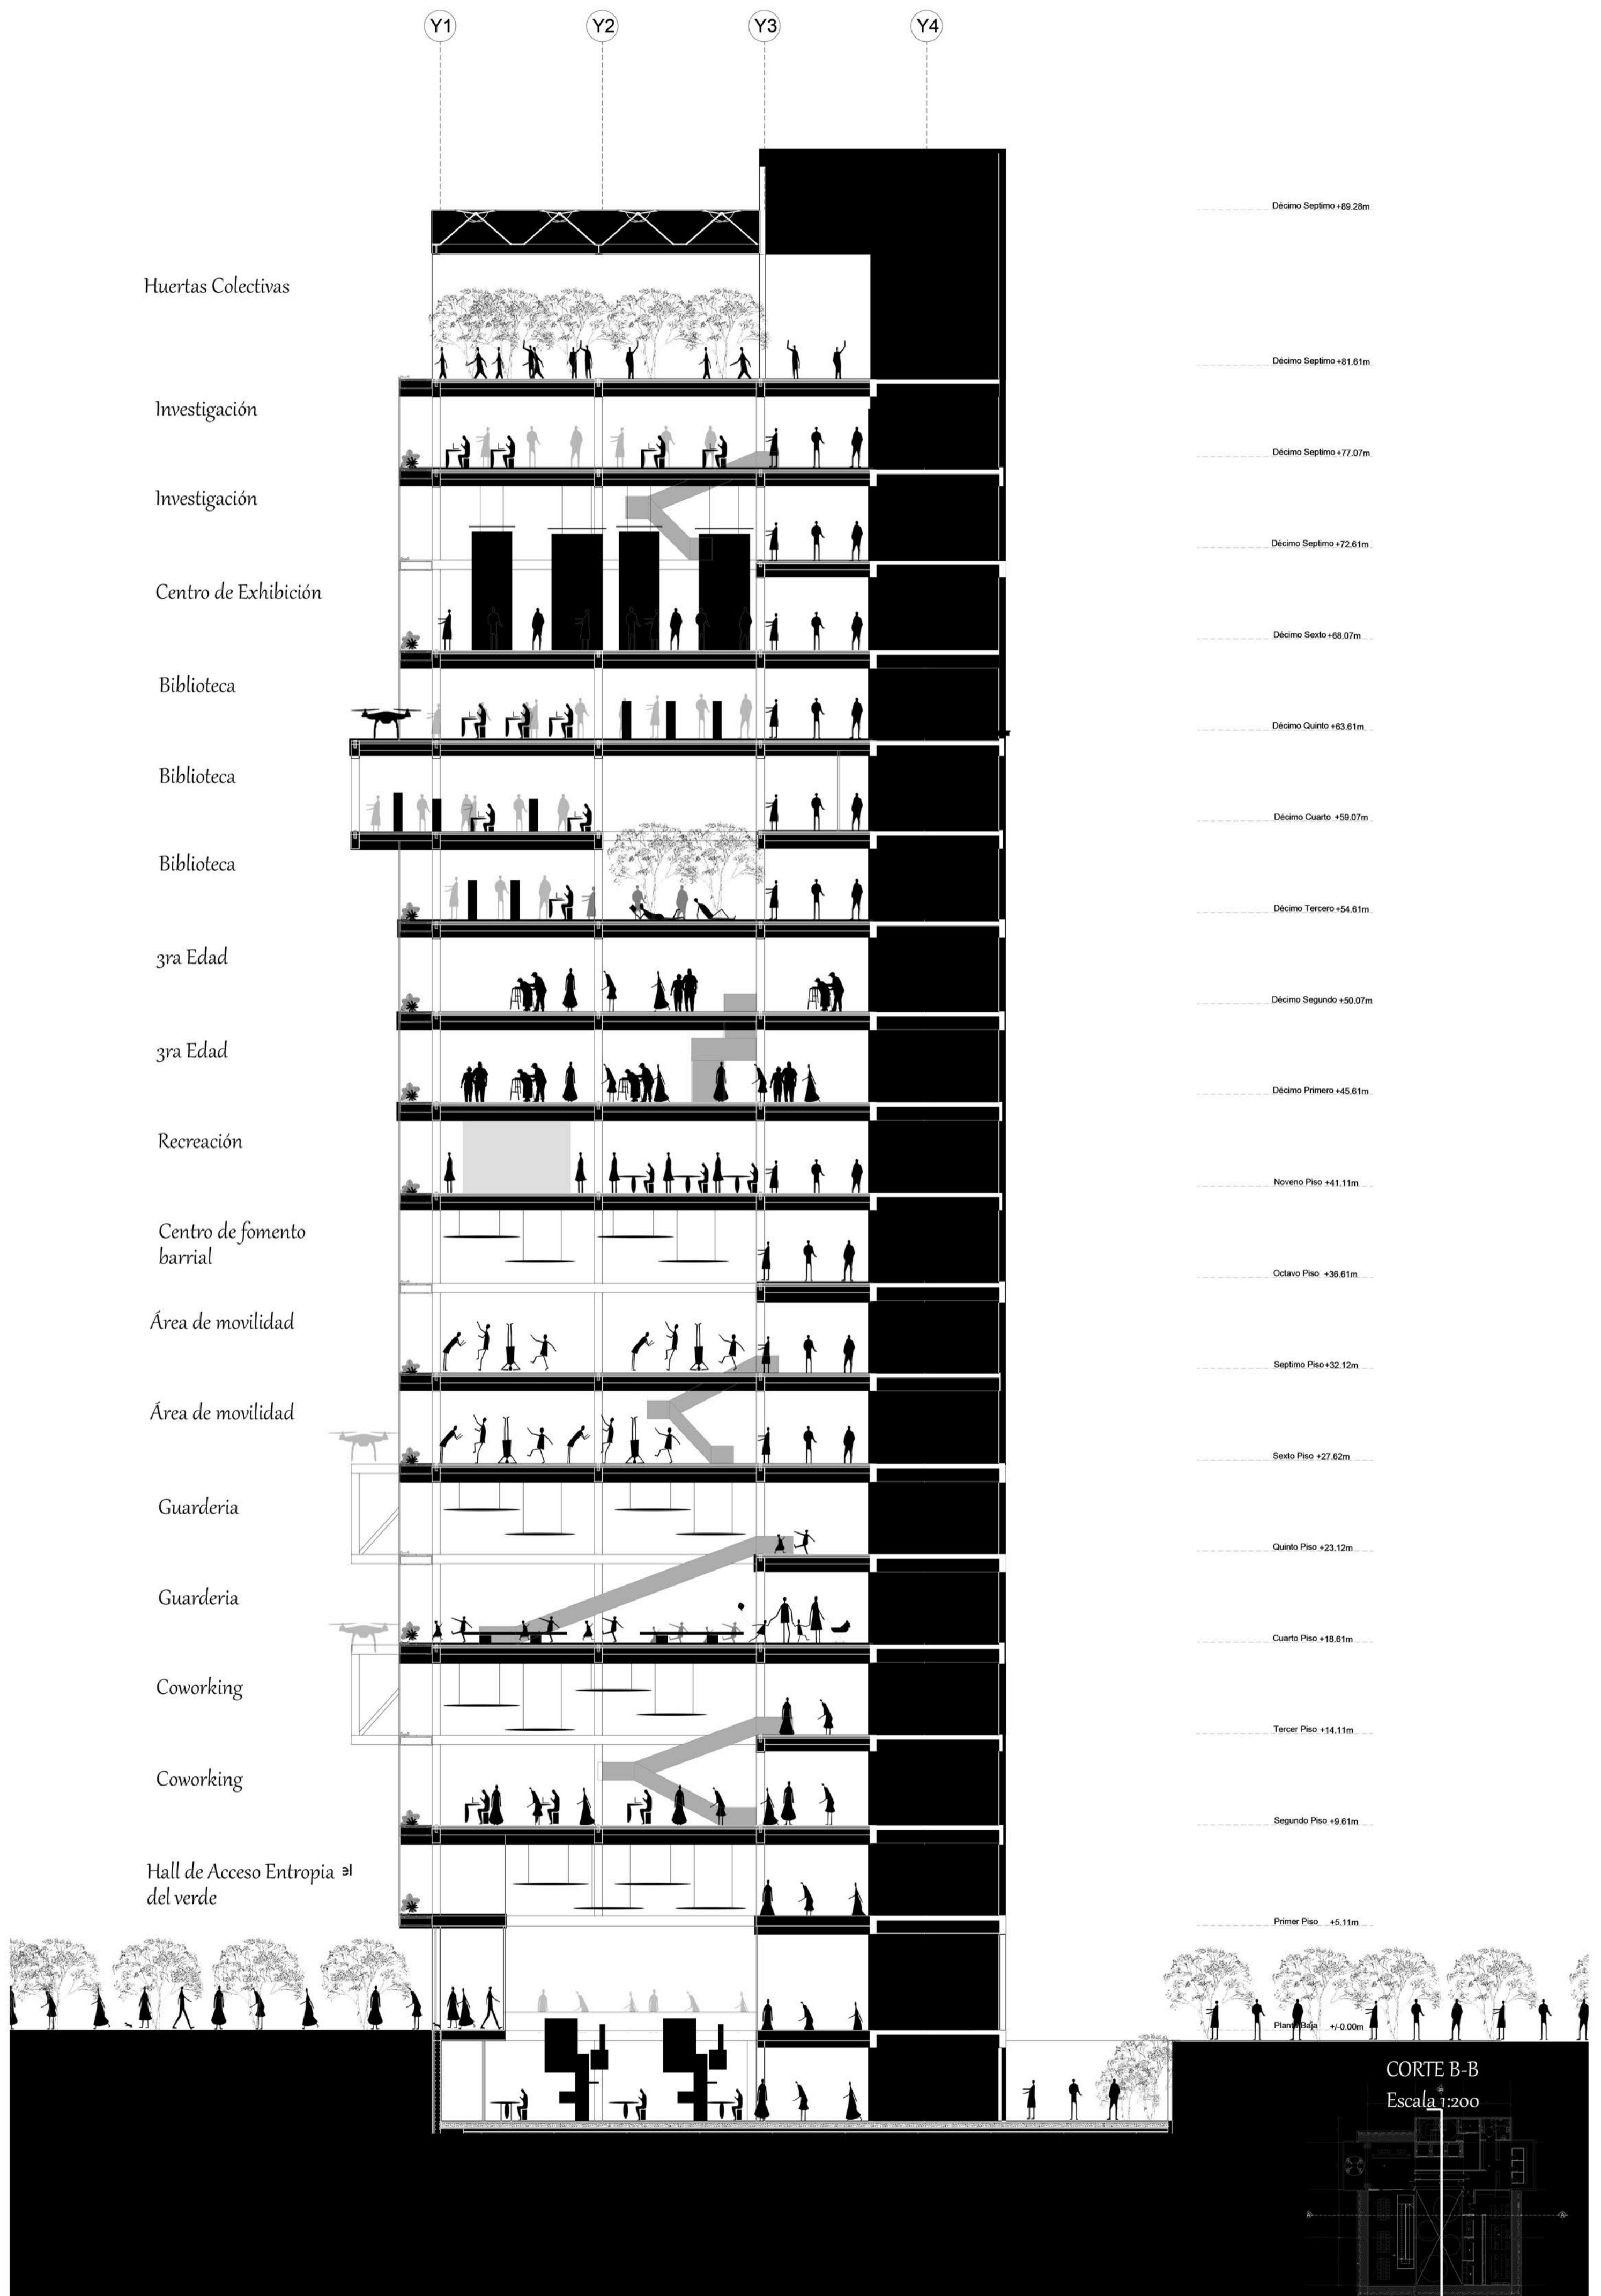 Y1 Y2 Y3 Y4
Décimo Septimo +89.28m
Huertas Colectivas
Décimo Septimo +81.61m
Investigación
Décimo Septimo +77.07m
Investigación
Décimo Septimo +72.61m
Centro de Exhibición
Décimo Sexto +68.07m
Biblioteca
Décimo Quinto +63.61m
Biblioteca
Décimo Cuarto +59.07m
Biblioteca
Décimo Tercero +54.61m
3ra Edad
Décimo Segundo +50.07m
3ra Edad
Décimo Primero +45.61m
Recreación
Noveno Piso +41.11m
Centro de fomento
barrial
Octavo Piso +36.61m
Área de movilidad
Septimo Piso +32.12m
Área de movilidad
Sexto Piso +27.62m
Guarderia
Quinto Piso +23.12m
Guarderia
Cuarto Piso +18.61m
Coworking
Tercer Piso +14.11m
Coworking
Segundo Piso +9.61m
Hall de Acceso Entropia el
del verde
Primer Piso +5.11m
Planta Baja +/-0.00m
CORTE B-B
Escala 1:200